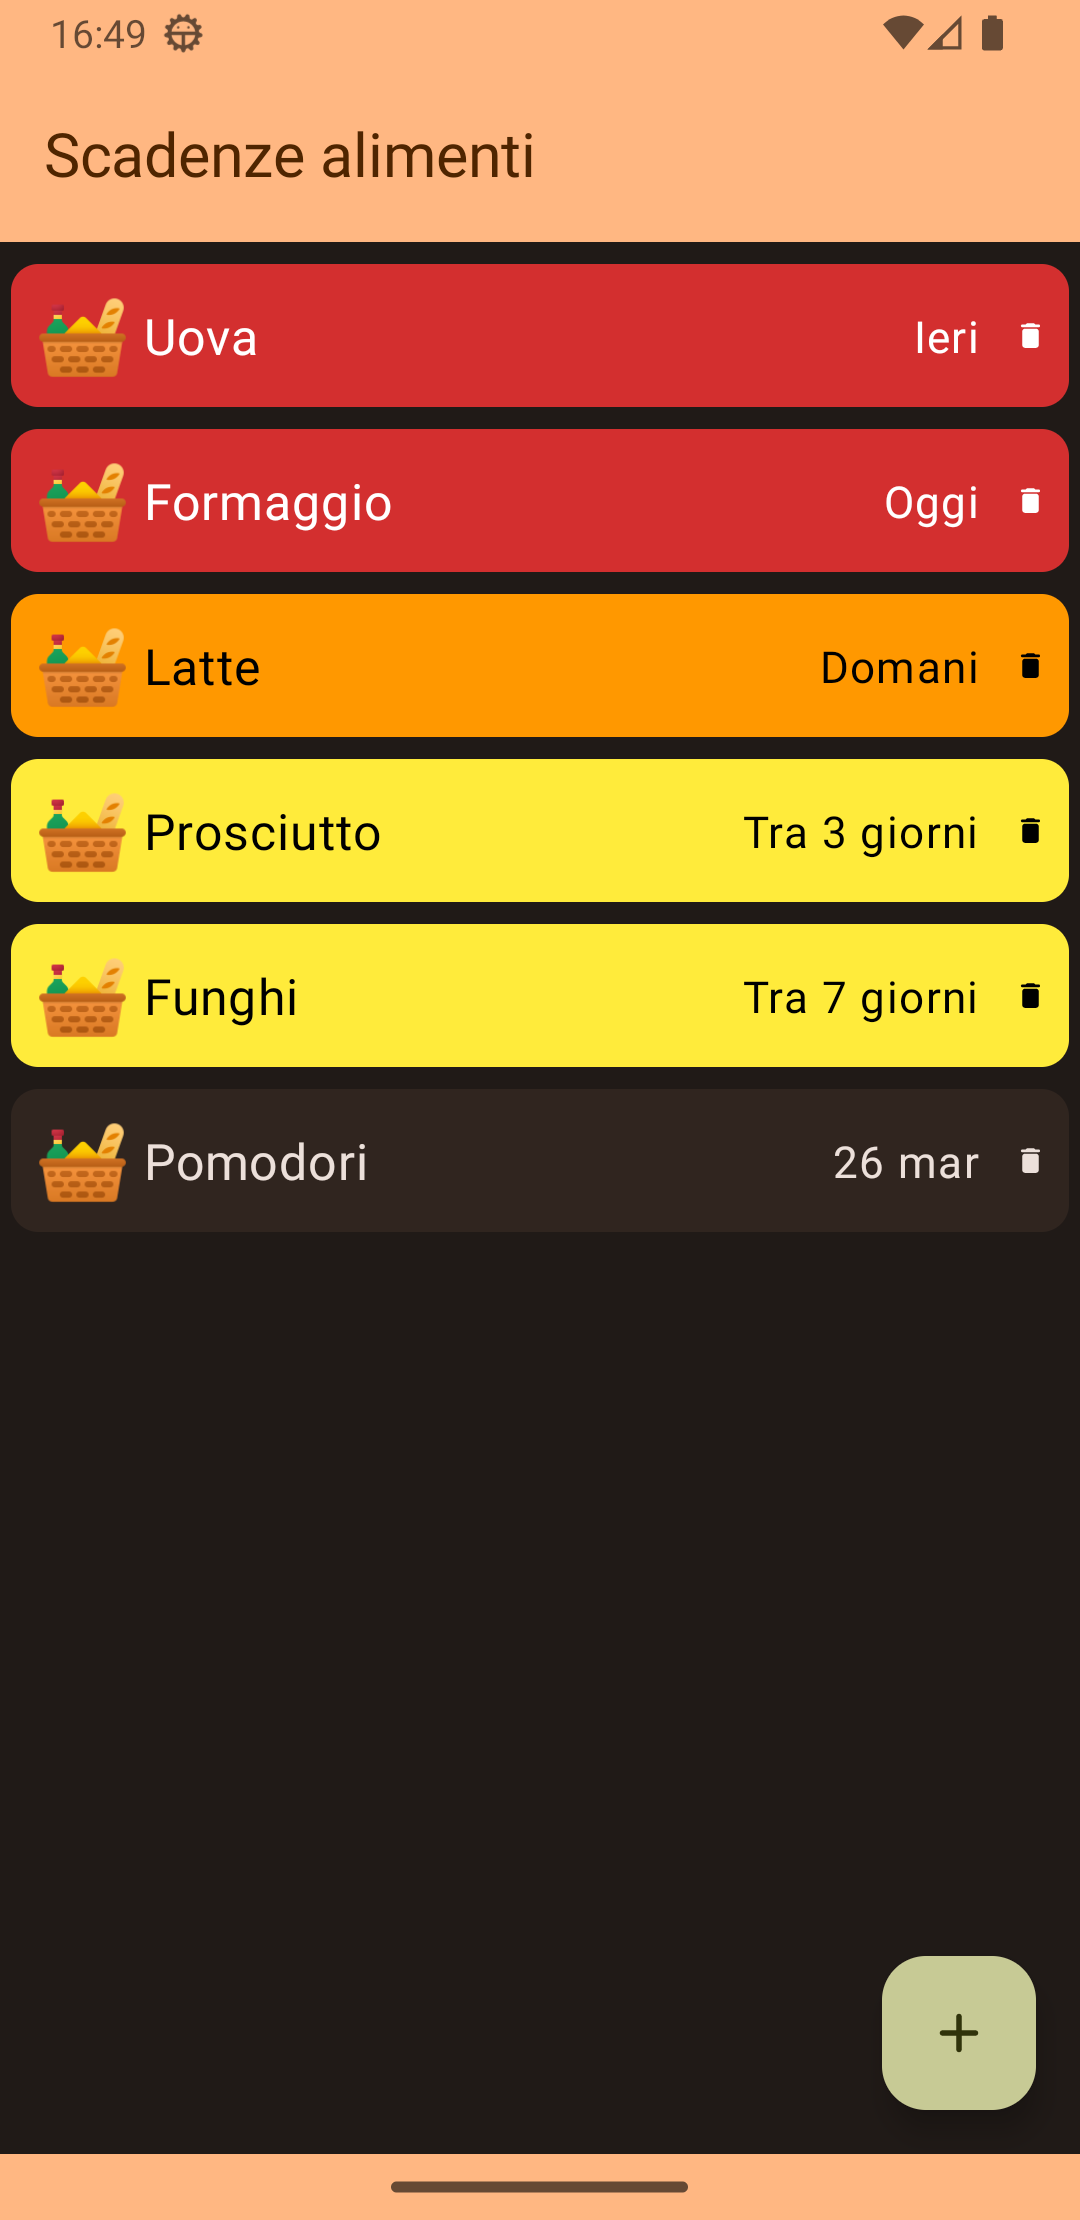 16:49
Scadenze alimenti
Uova Ieri
Formaggio Oggi
Latte Domani
Prosciutto Tra 3 giorni
Funghi Tra 7 giorni
Pomodori 26 mar
+